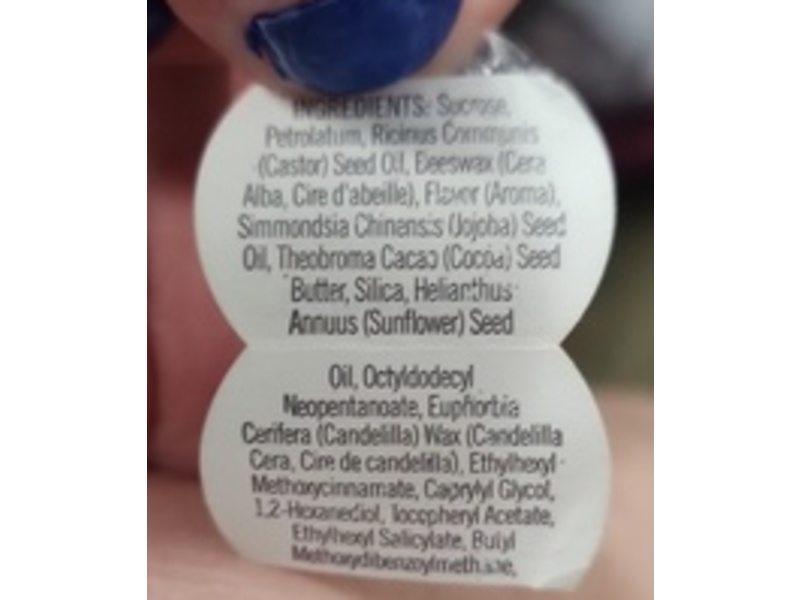 INGREDIENTS: Sucrose,
Petrolatum, Ricinus Communis
(Castor) Seed Oil, Beeswax (Cera
Alba, Cire d'abeille), Flavor (Aroma),
Simmondsia Chinensis (Jojoba) Seed
Oil, Theobroma Cacao (Cocoa) Seed
Butter, Silica, Helianthus
Annuus (Sunflower) Seed
Oil, Octyldodecyl
Neopentanoate, Euphorbia
Cerifera (Candelilla) Wax (Candelilla
Cera, Cire de candelilla), Ethylhexyl
Methoxycinnamate, Caprylyl Glycol,
1,2-Hexanediol, Tocopheryl Acetate,
Ethylhexyl Salicylate, Butyl
Methoxydibenzoylmethane,